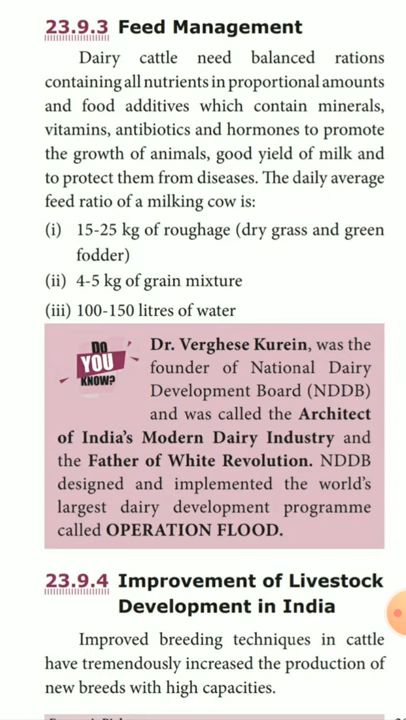 23.9.3 Feed Management
Dairy cattle need balanced rations
containing all nutrients in proportional amounts
and food additives which contain minerals,
vitamins, antibiotics and hormones to promote
the growth of animals, good yield of milk and
to protect them from diseases. The daily average
feed ratio of a milking cow is:
(i) 15-25 kg of roughage (dry grass and green
fodder)
(ii) 4-5 kg of grain mixture
(iii) 100-150 litres of water
DO
YOU
KNOW?
Dr. Verghese Kurein, was the
founder of National Dairy
Development Board (NDDB)
and was called the Architect
of India's Modern Dairy Industry and
the Father of White Revolution. NDDB
designed and implemented the world's
largest dairy development programme
called OPERATION FLOOD.
23.9.4 Improvement of Livestock
Development in India
Improved breeding techniques in cattle
have tremendously increased the production of
new breeds with high capacities.